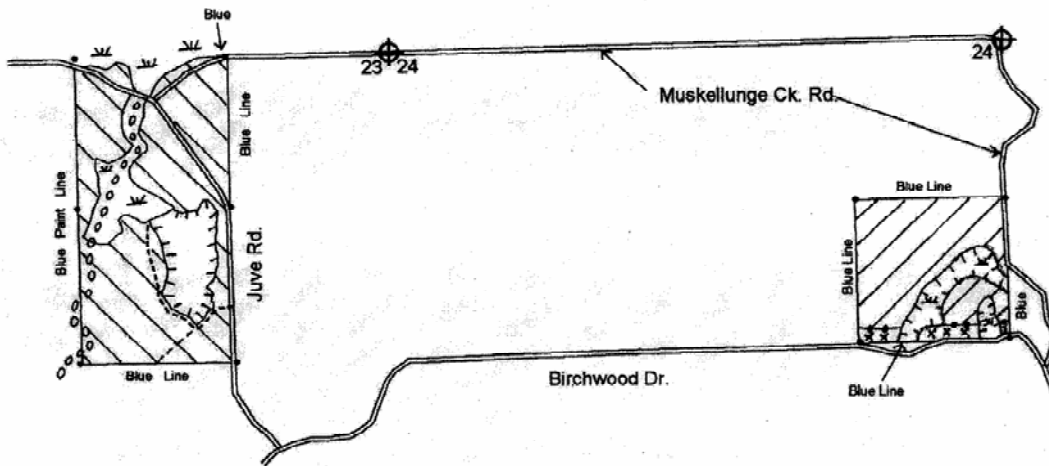 Blue
23 24
24
Muskellunge Ck. Rd.
Blue Line
Blue Paint Line
Juve Rd.
Blue Line
Blue Line
Blue
Blue Line
Birchwood Dr.
Blue Line